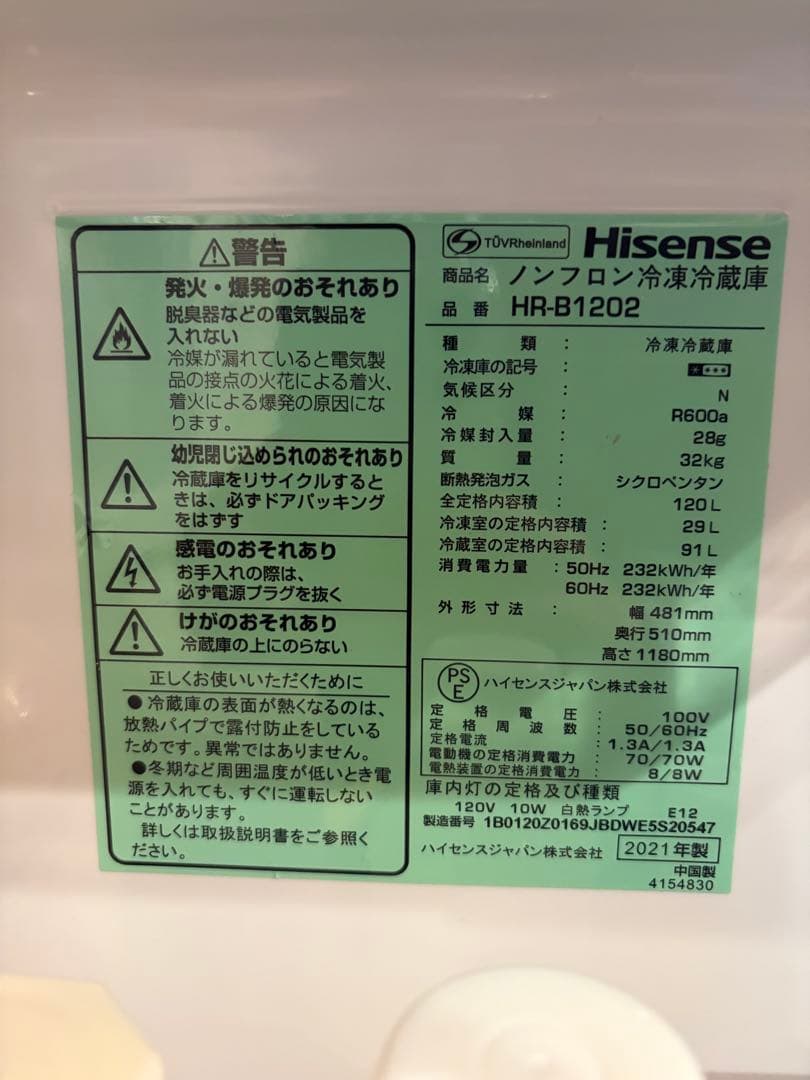 ⚠警告
発火・爆発のおそれあり
脱臭器などの電気製品を
入れない
冷媒が漏れていると電気製
品の接点の火花による着火、
着火による爆発の原因にな
ります。
幼児閉じ込められのおそれあり
冷蔵庫をリサイクルすると
きは、必ずドアパッキング
をはずす
感電のおそれあり
お手入れの際は、
必ず電源プラグを抜く
けがのおそれあり
冷蔵庫の上にのらない
正しくお使いいただくために
●冷蔵庫の表面が熱くなるのは、
放熱パイプで露付防止をしている
ためです。異常ではありません。
●冬期など周囲温度が低いとき電
源を入れても、すぐに運転しない
ことがあります。
詳しくは取扱説明書をご参照く
ださい。
TÜVRheinland Hisense
商品名 ノンフロン冷凍冷蔵庫
品番 HR-B1202
種類 : 冷凍冷蔵庫
冷凍庫の記号 :
気候区分 : N
冷媒 : R600a
冷媒封入量 : 28g
質量 : 32kg
断熱発泡ガス : シクロペンタン
全定格内容積 : 120L
冷凍室の定格内容積 : 29L
冷蔵室の定格内容積 : 91L
消費電力量 : 50Hz 232kWh/年
60Hz 232kWh/年
外形寸法 : 幅 481mm
奥行 510mm
高さ 1180mm
PSE ハイセンスジャパン株式会社
定格電圧 : 100V
定格周波数 : 50/60Hz
定格電流 : 1.3A/1.3A
電動機の定格消費電力 : 70/70W
電熱装置の定格消費電力 : 8/8W
庫内灯の定格及び種類
120V 10W 白熱ランプ E12
製造番号 1B0120Z0169JBDWE5S20547
ハイセンスジャパン株式会社 2021年製
中国製
4154830